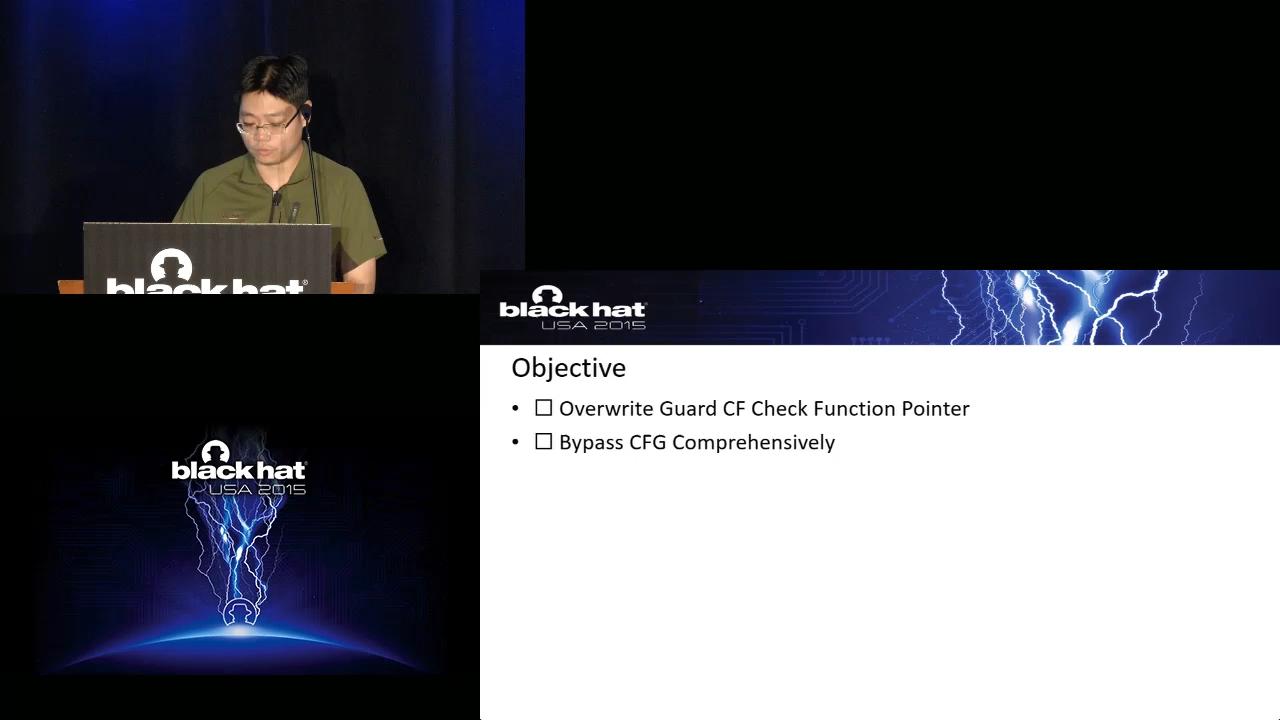 black hat
black hat
USA 2015
Objective
• ☐ Overwrite Guard CF Check Function Pointer
• ☐ Bypass CFG Comprehensively
black hat
USA 2015